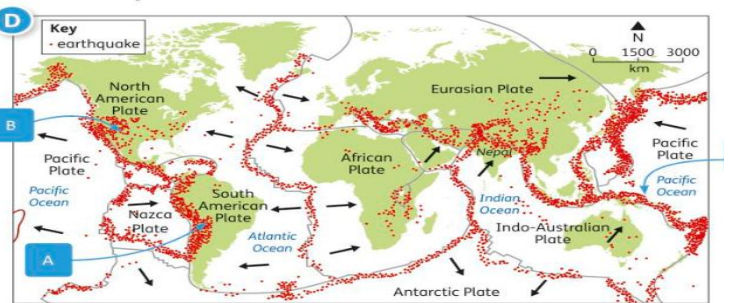 D
Key
• earthquake
N
0 1500 3000
km
North
American
Plate
Eurasian Plate
B
Pacific
Plate
African
Plate
Nepal
Pacific
Plate
Pacific
Ocean
Pacific
Ocean
South
American
Plate
Nazca
Plate
Indian
Ocean
Indo-Australian
Plate
Atlantic
Ocean
A
Antarctic Plate